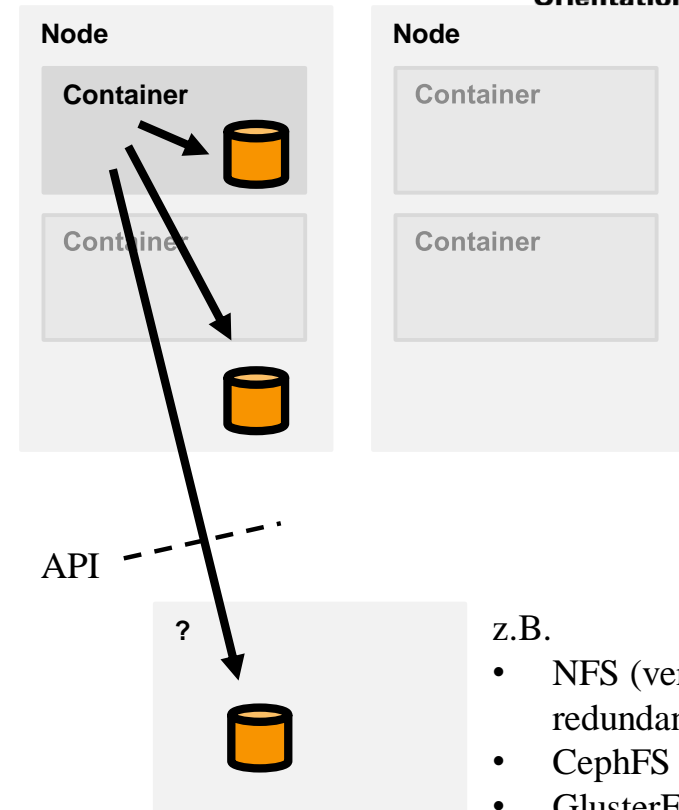 Node
Node
Container
Container
Container
Container
API
?
z.B.
• NFS
• CephFS